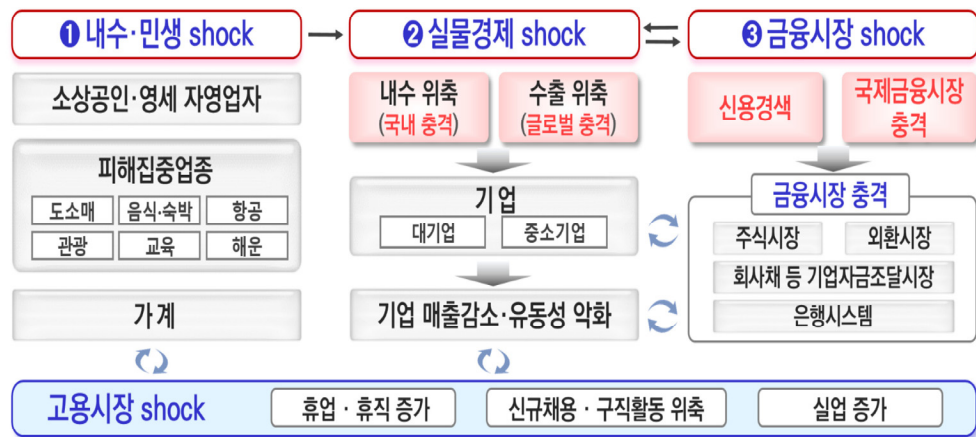 ❶ 내수·민생 shock
소상공인·영세 자영업자
피해집중업종
도소매 음식·숙박 항공
관광 교육 해운
가계
❷ 실물경제 shock
내수 위축
(국내 충격)
수출 위축
(글로벌 충격)
기업
대기업 중소기업
기업 매출감소·유동성 악화
❸ 금융시장 shock
신용경색
국제금융시장
충격
금융시장 충격
주식시장 외환시장
회사채 등 기업자금조달시장
은행시스템
고용시장 shock
휴업 · 휴직 증가
신규채용 · 구직활동 위축
실업 증가